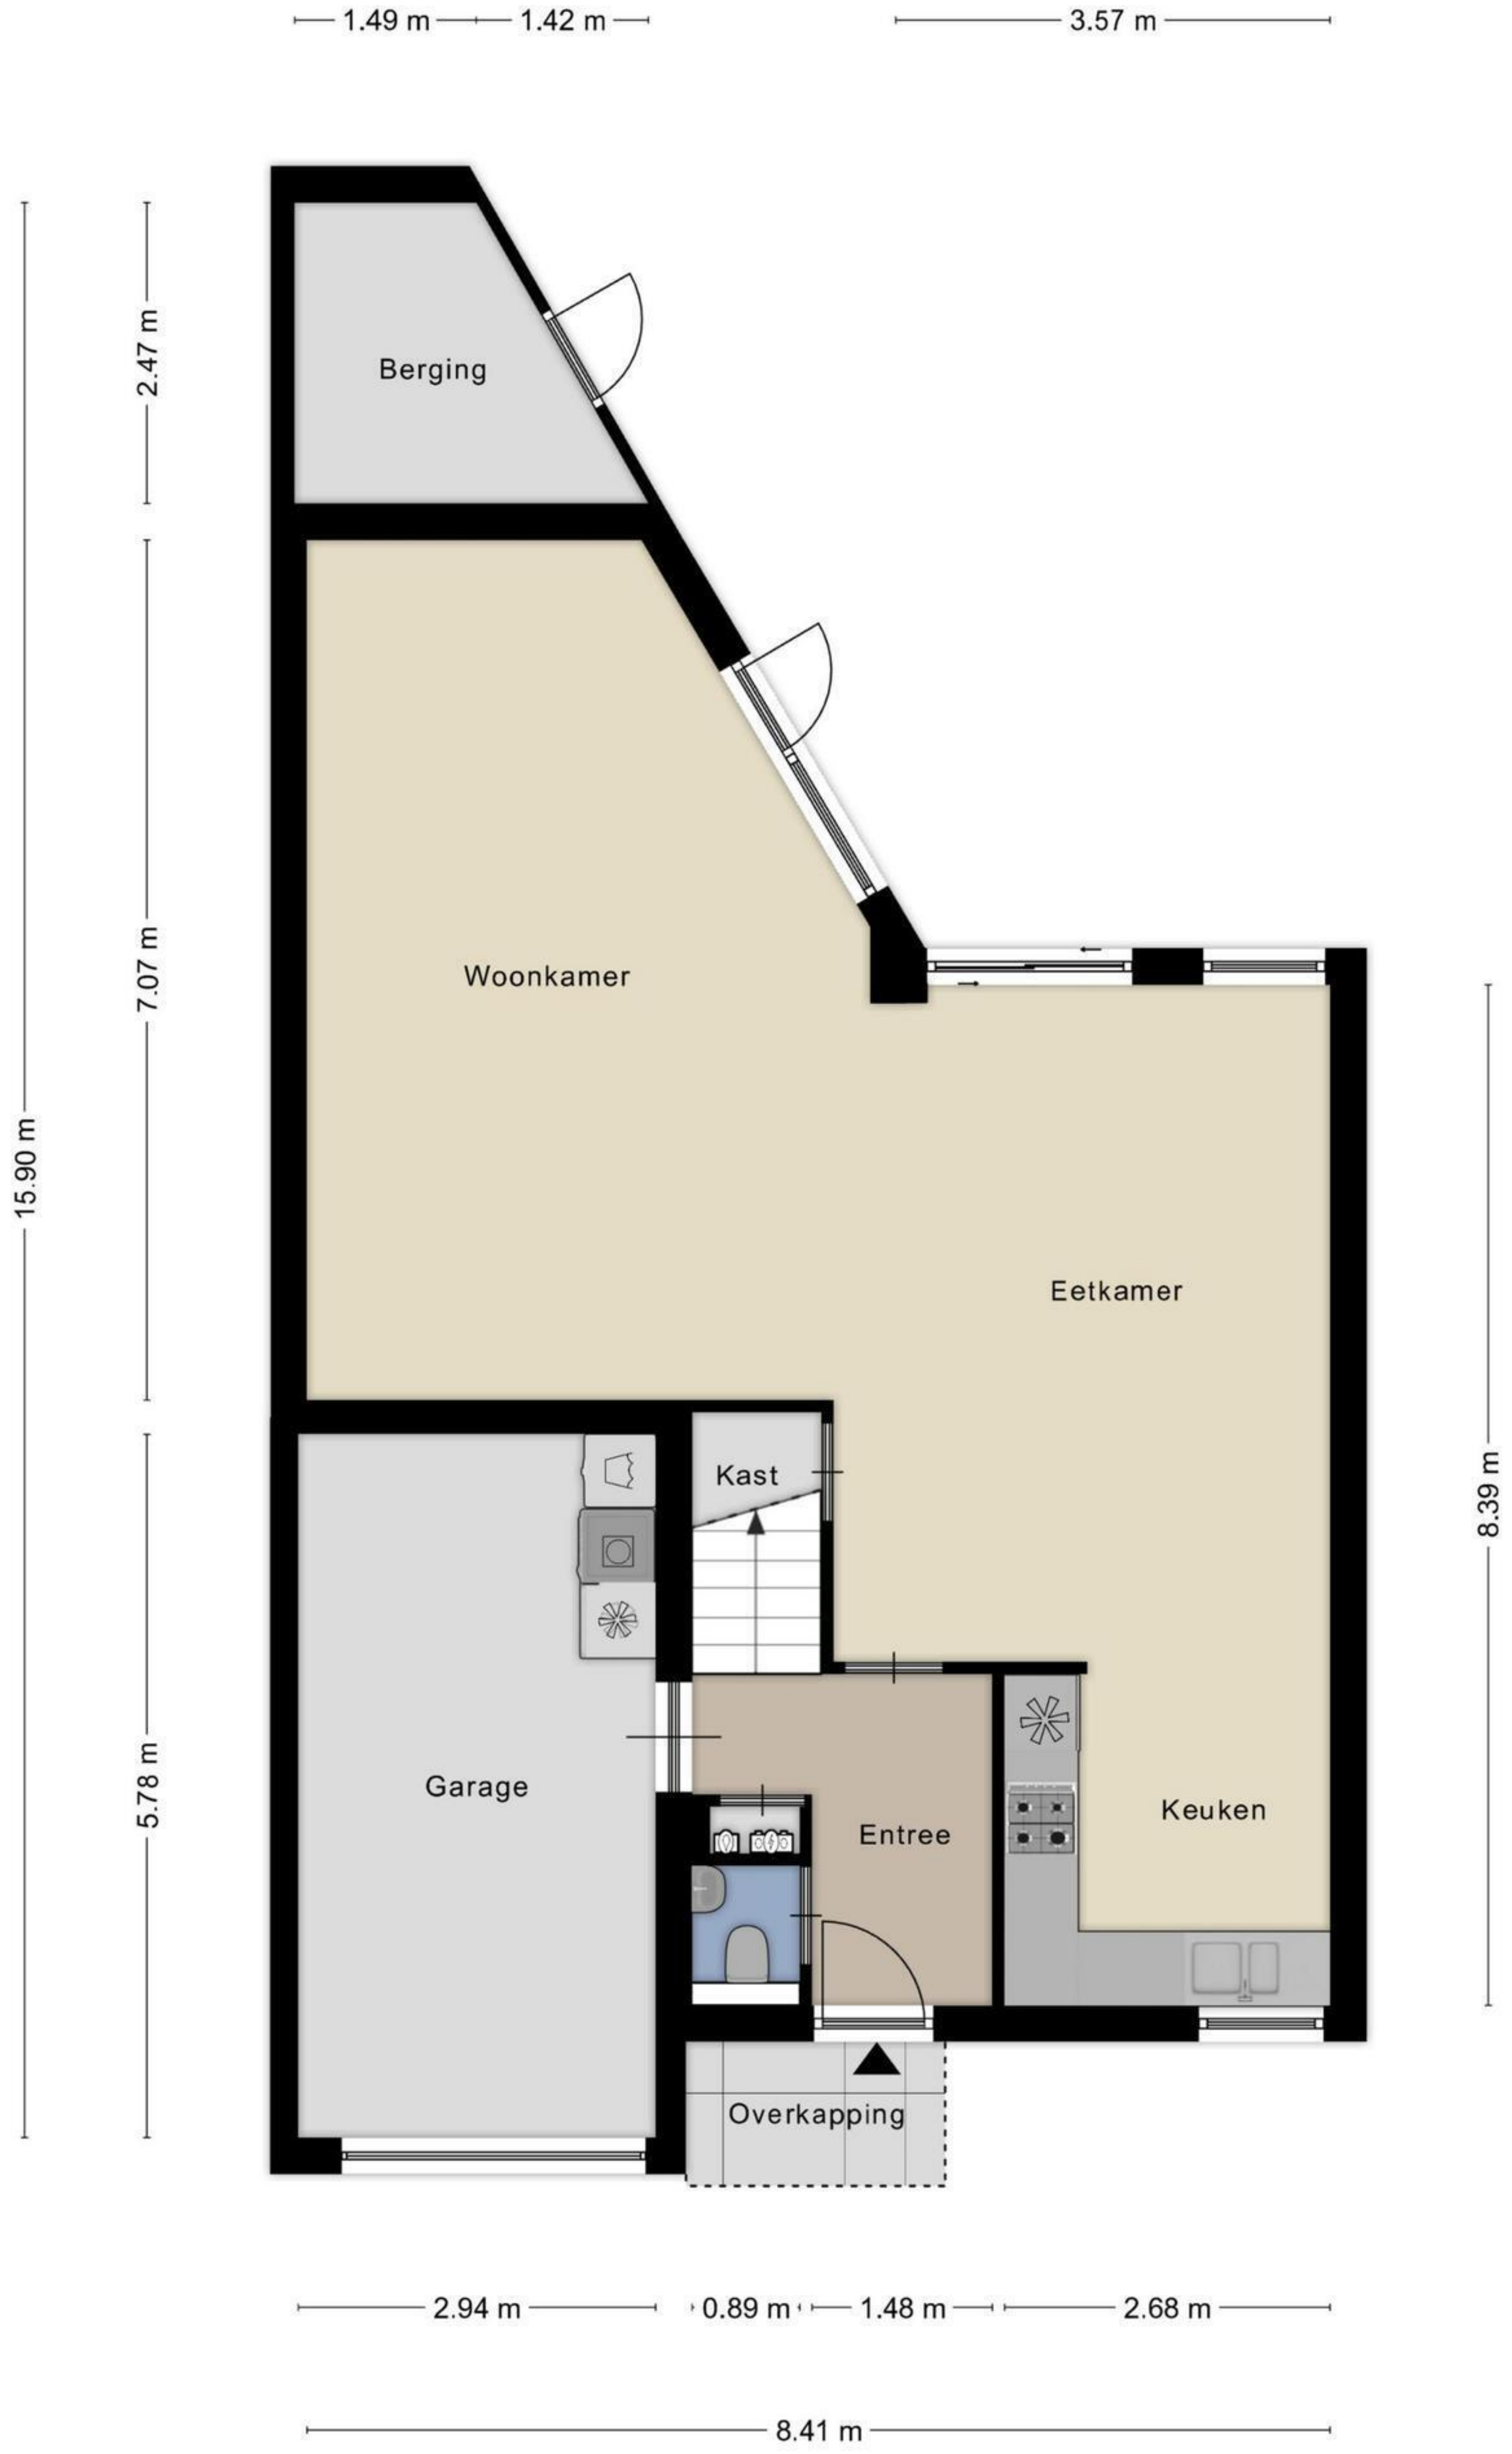 1.49 m
1.42 m
3.57 m
2.47 m
Berging
7.07 m
Woonkamer
15.90 m
Eetkamer
8.39 m
Kast
5.78 m
Garage
Keuken
Entree
Overkapping
2.94 m
0.89 m
1.48 m
2.68 m
8.41 m